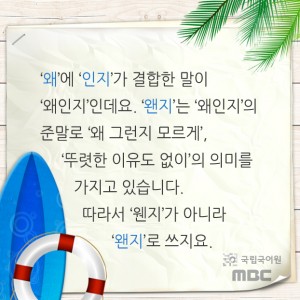 ‘왜’에 ‘인지’가 결합한 말이
‘왜인지’인데요. ‘왠지’는 ‘왜인지’의
준말로 ‘왜 그런지 모르게’,
‘뚜렷한 이유도 없이’의 의미를
가지고 있습니다.
따라서 ‘웬지’가 아니라
‘왠지’로 쓰지요.
국립국어원
MBC